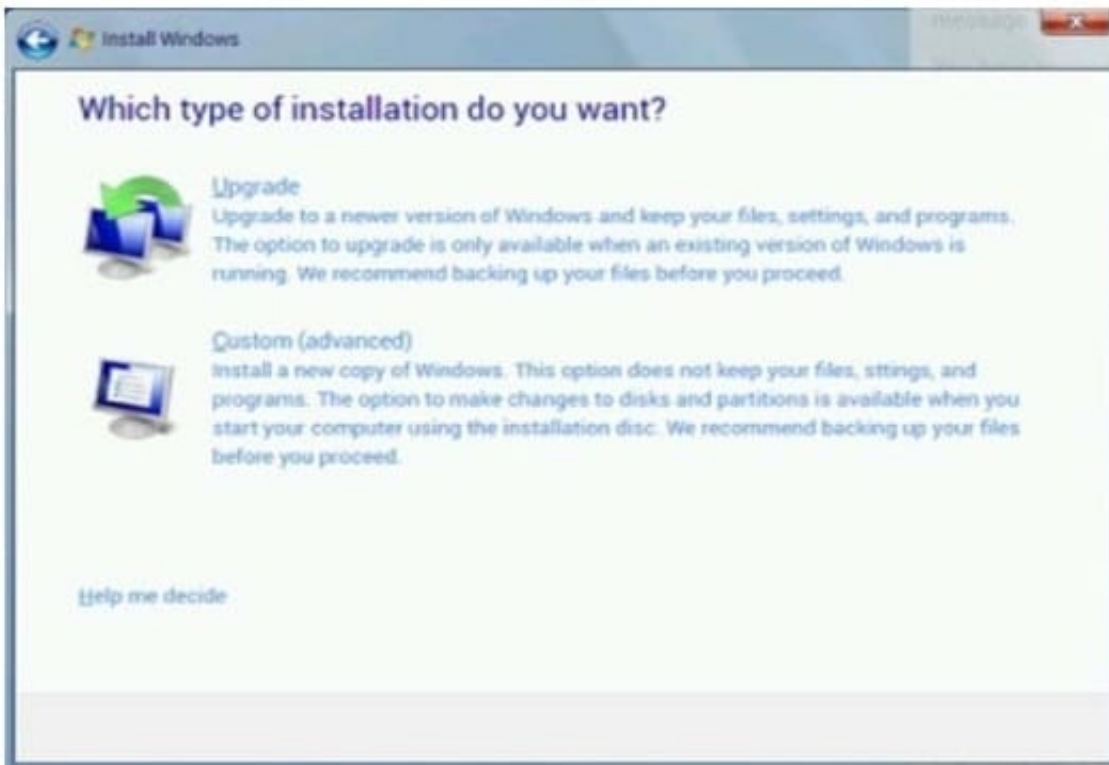 message
Install Windows
Which type of installation do you want?
Upgrade
Upgrade to a newer version of Windows and keep your files, settings, and programs.
The option to upgrade is only available when an existing version of Windows is
running. We recommend backing up your files before you proceed.
Custom (advanced)
Install a new copy of Windows. This option does not keep your files, sttings, and
programs. The option to make changes to disks and partitions is available when you
start your computer using the installation disc. We recommend backing up your files
before you proceed.
Help me decide